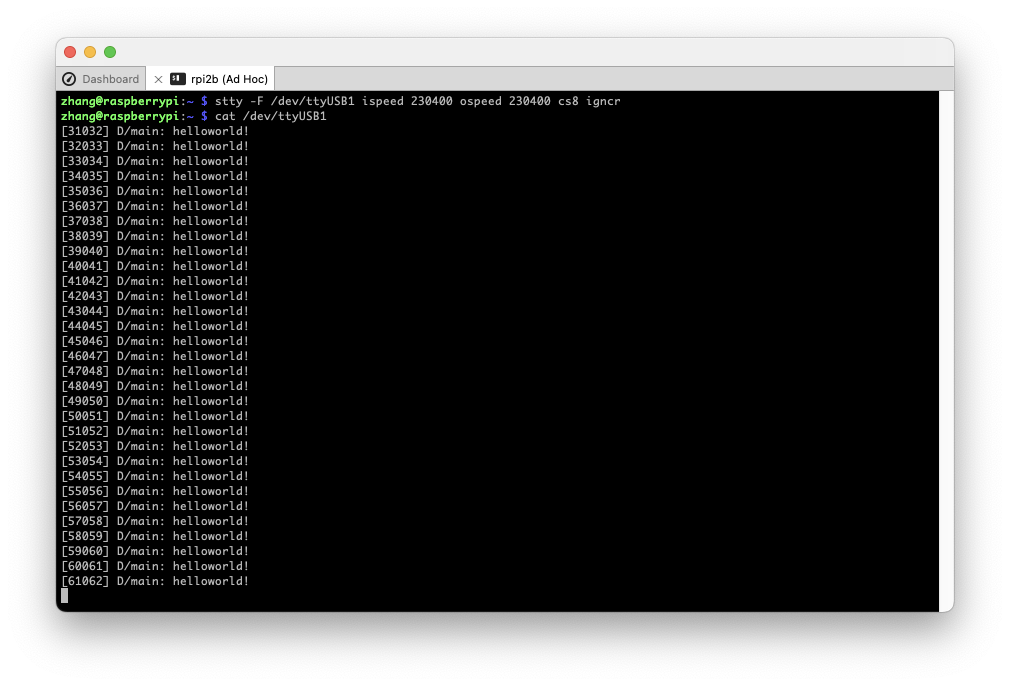 Dashboard rpi2b (Ad Hoc)
zhang@raspberrypi:~ $ stty -F /dev/ttyUSB1 ispeed 230400 ospeed 230400 cs8 igncr
zhang@raspberrypi:~ $ cat /dev/ttyUSB1
[31032] D/main: helloworld!
[32033] D/main: helloworld!
[33034] D/main: helloworld!
[34035] D/main: helloworld!
[35036] D/main: helloworld!
[36037] D/main: helloworld!
[37038] D/main: helloworld!
[38039] D/main: helloworld!
[39040] D/main: helloworld!
[40041] D/main: helloworld!
[41042] D/main: helloworld!
[42043] D/main: helloworld!
[43044] D/main: helloworld!
[44045] D/main: helloworld!
[45046] D/main: helloworld!
[46047] D/main: helloworld!
[47048] D/main: helloworld!
[48049] D/main: helloworld!
[49050] D/main: helloworld!
[50051] D/main: helloworld!
[51052] D/main: helloworld!
[52053] D/main: helloworld!
[53054] D/main: helloworld!
[54055] D/main: helloworld!
[55056] D/main: helloworld!
[56057] D/main: helloworld!
[57058] D/main: helloworld!
[58059] D/main: helloworld!
[59060] D/main: helloworld!
[60061] D/main: helloworld!
[61062] D/main: helloworld!